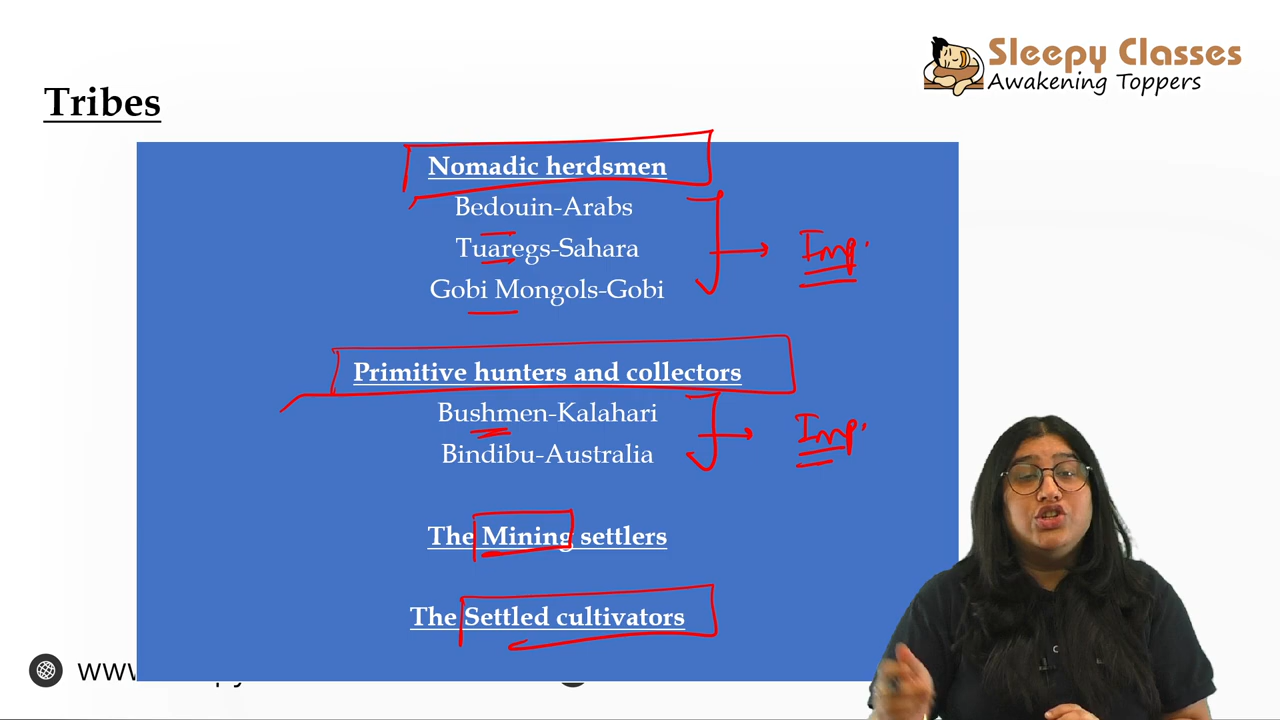 Sleepy Classes
Awakening Toppers
Tribes
Nomadic herdsmen
Bedouin-Arabs
Tuaregs-Sahara
Gobi Mongols-Gobi
Imp.
Primitive hunters and collectors
Bushmen-Kalahari
Bindibu-Australia
Imp.
The Mining settlers
The Settled cultivators
www